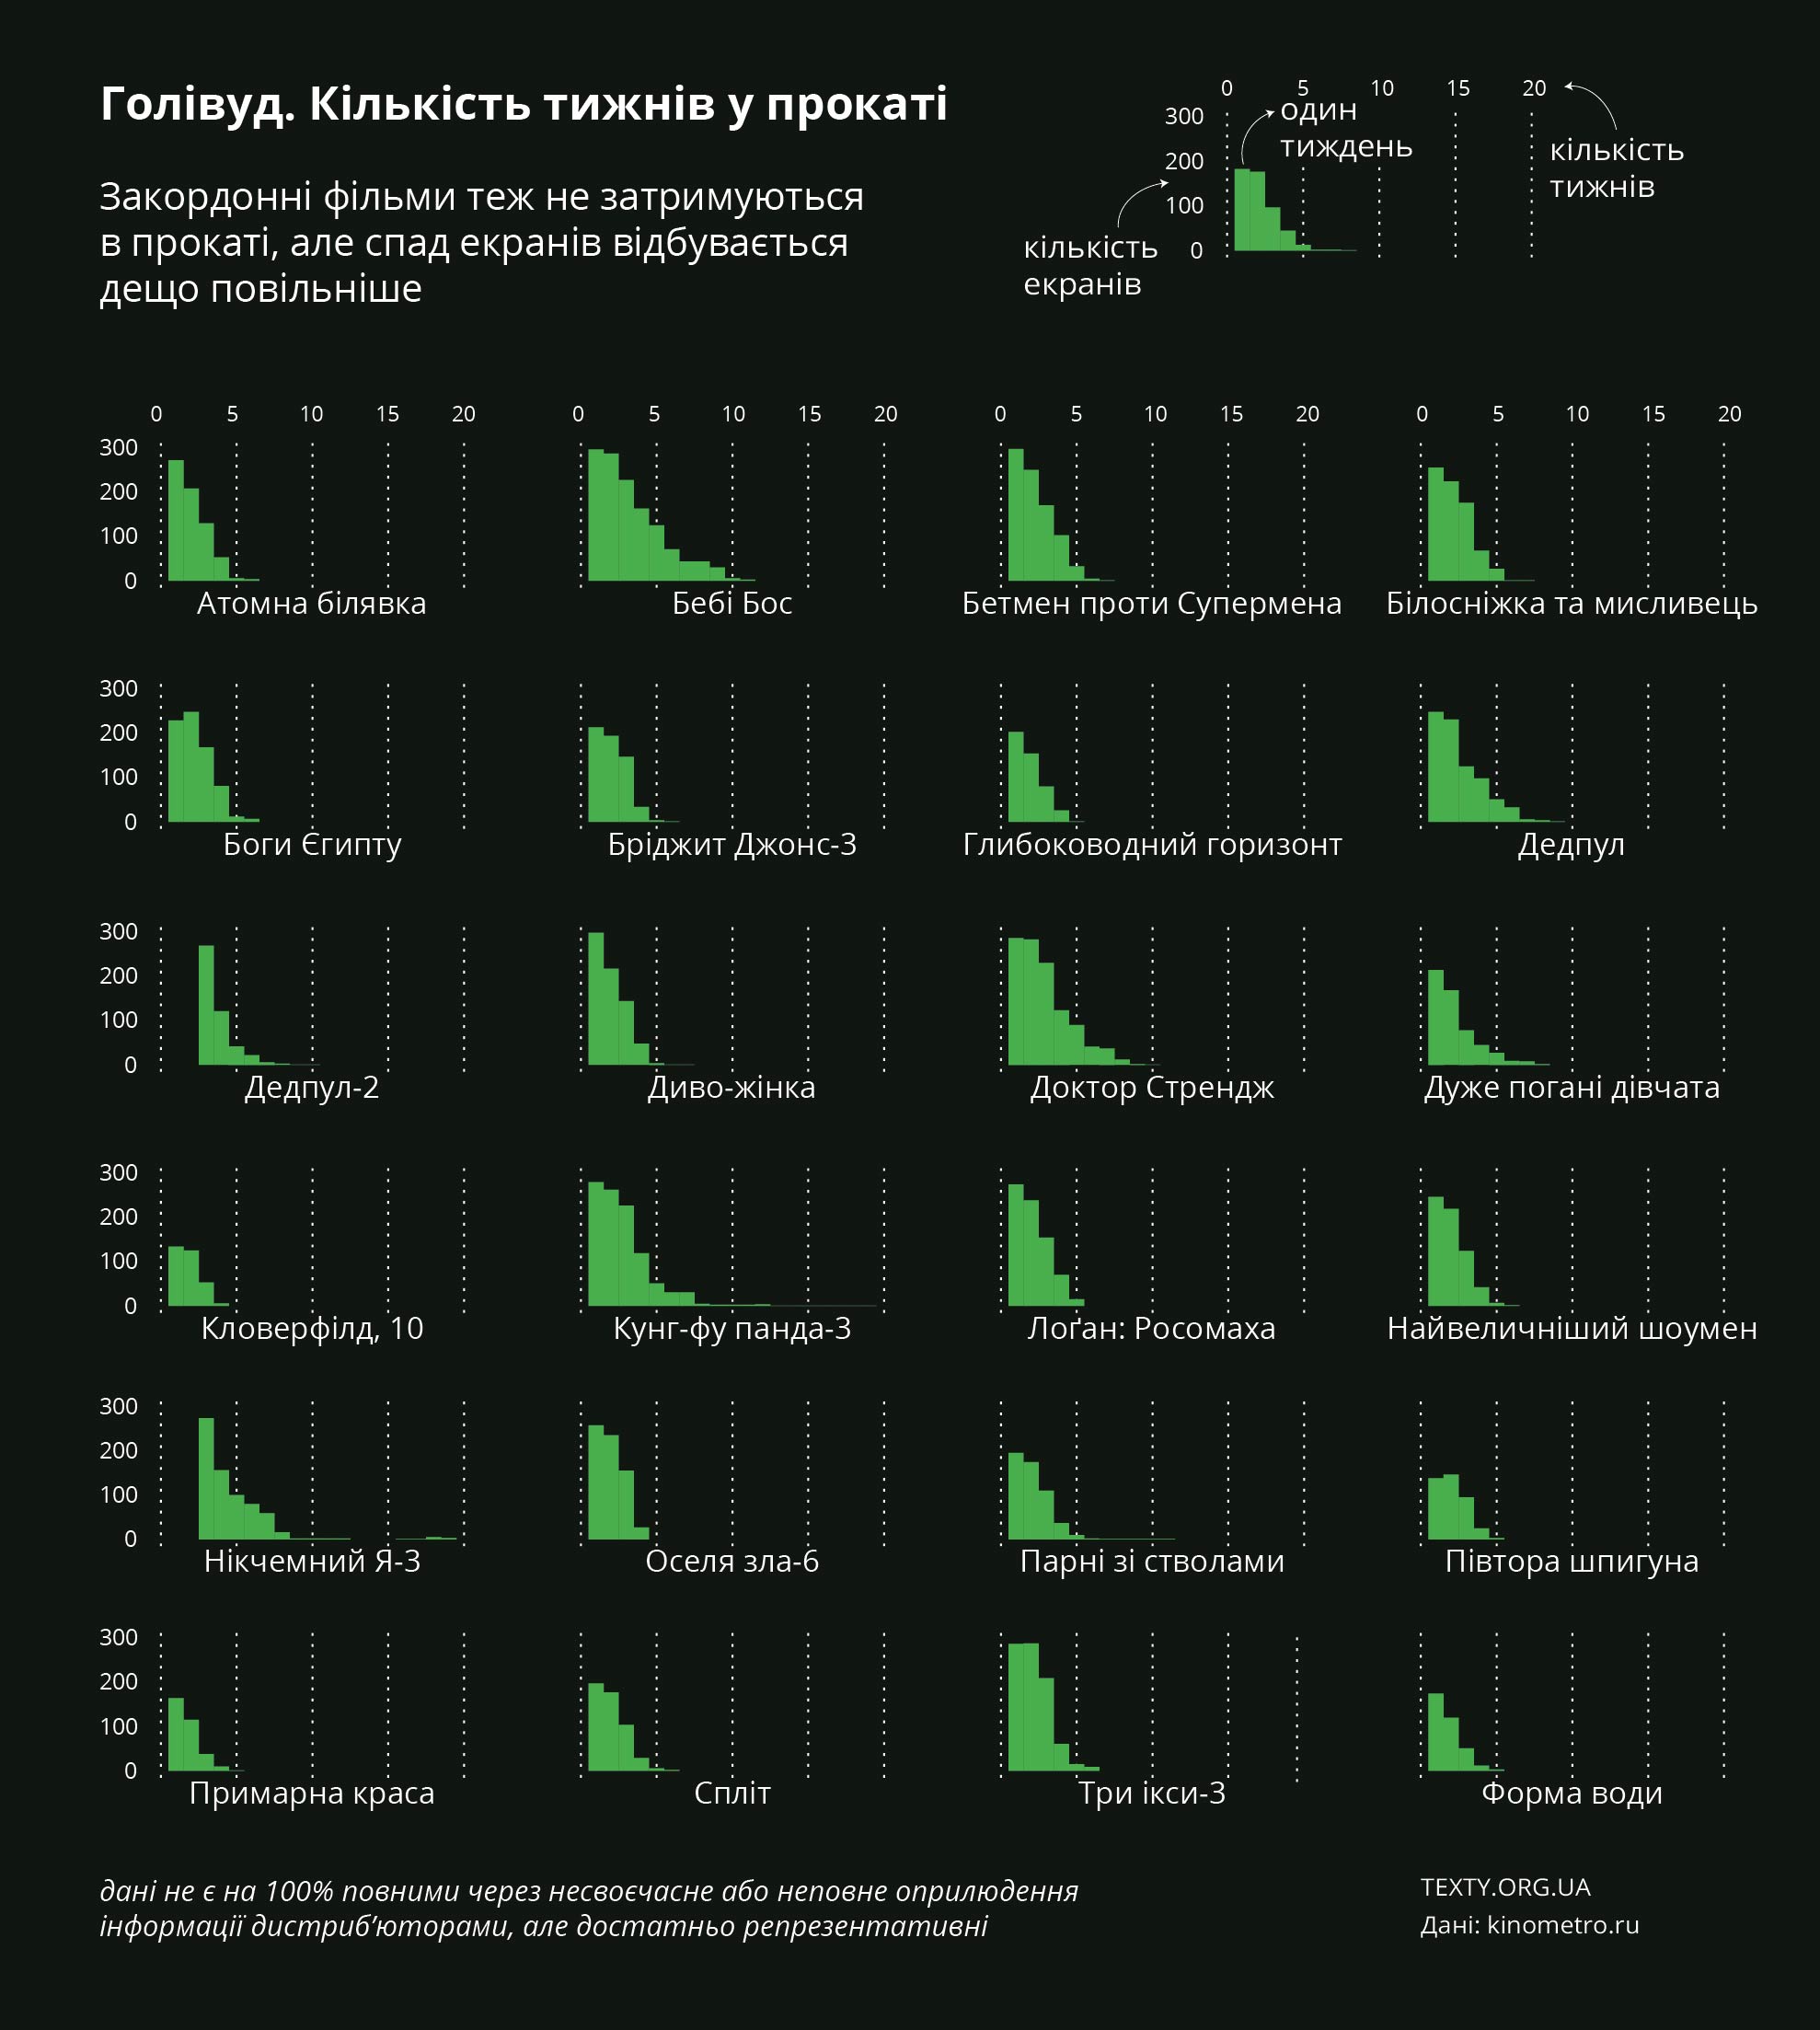 Голівуд. Кількість тижнів у прокаті
Закордонні фільми теж не затримуються
в прокаті, але спад екранів відбувається
дещо повільніше
0 5 10 15 20
300
200
100
0
один
тиждень
кількість
тижнів
кількість
екранів
0 5 10 15 20 0 5 10 15 20 0 5 10 15 20 0 5 10 15 20
300
200
100
0
Атомна білявка Бебі Бос Бетмен проти Супермена Білосніжка та мисливець
300
200
100
0
Боги Єгипту Бріджит Джонс-3 Глибоководний горизонт Дедпул
300
200
100
0
Дедпул-2 Диво-жінка Доктор Стрендж Дуже погані дівчата
300
200
100
0
Кловерфілд, 10 Кунг-фу панда-3 Лоґан: Росомаха Найвеличніший шоумен
300
200
100
0
Нікчемний Я-3 Оселя зла-6 Парні зі стволами Півтора шпигуна
300
200
100
0
Примарна краса Спліт Три ікси-3 Форма води
дані не є на 100% повними через несвоєчасне або неповне оприлюдення
інформації дистриб’юторами, але достатньо репрезентативні
TEXTY.ORG.UA
Дані: kinometro.ru